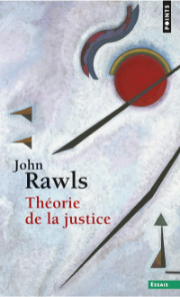 POINTS
John
Rawls
Théorie
de la justice
ESSAIS